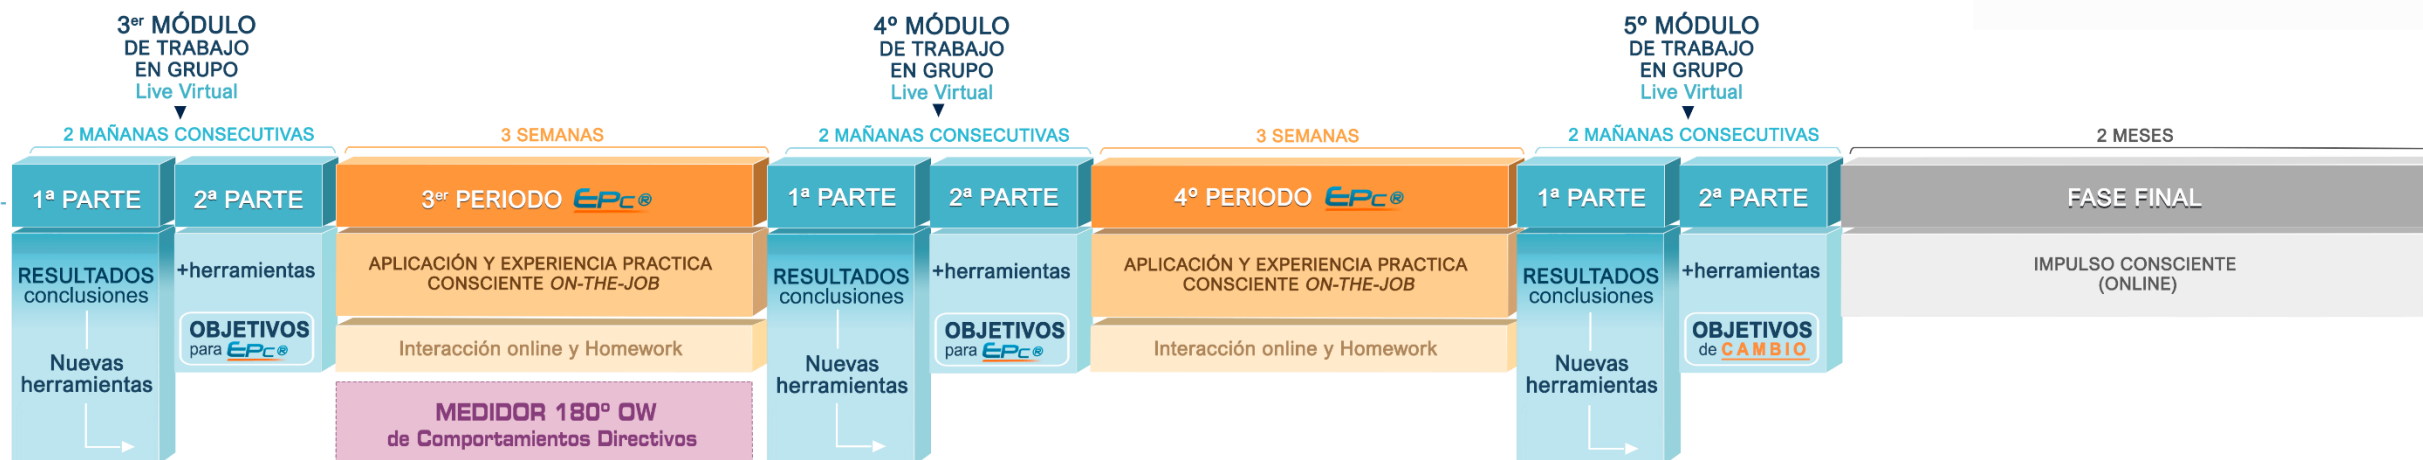 3er MÓDULO
DE TRABAJO
EN GRUPO
Live Virtual
2 MAÑANAS CONSECUTIVAS
1ª PARTE
2ª PARTE
RESULTADOS
conclusiones
Nuevas
herramientas
+herramientas
OBJETIVOS
para EPc®
3 SEMANAS
3er PERIODO EPc®
APLICACIÓN Y EXPERIENCIA PRACTICA
CONSCIENTE ON-THE-JOB
Interacción online y Homework
MEDIDOR 180º OW
de Comportamientos Directivos
4º MÓDULO
DE TRABAJO
EN GRUPO
Live Virtual
2 MAÑANAS CONSECUTIVAS
1ª PARTE
2ª PARTE
RESULTADOS
conclusiones
Nuevas
herramientas
+herramientas
OBJETIVOS
para EPc®
3 SEMANAS
4º PERIODO EPc®
APLICACIÓN Y EXPERIENCIA PRACTICA
CONSCIENTE ON-THE-JOB
Interacción online y Homework
5º MÓDULO
DE TRABAJO
EN GRUPO
Live Virtual
2 MAÑANAS CONSECUTIVAS
1ª PARTE
2ª PARTE
RESULTADOS
conclusiones
Nuevas
herramientas
+herramientas
OBJETIVOS
de CAMBIO
2 MESES
FASE FINAL
IMPULSO CONSCIENTE
(ONLINE)